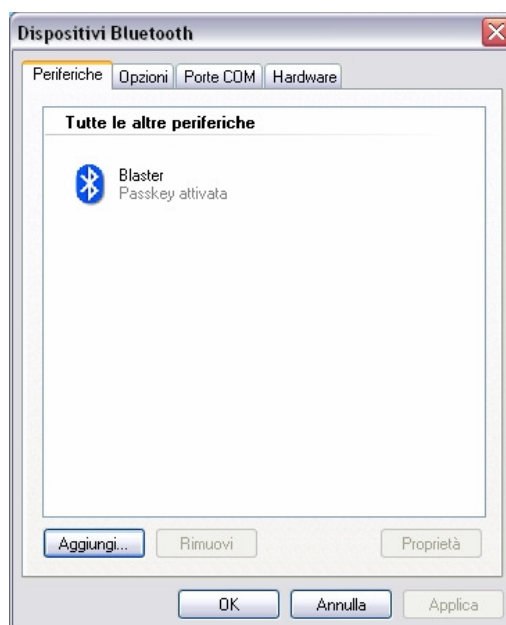 Dispositivi Bluetooth
Periferiche Opzioni Porte COM Hardware
Tutte le altre periferiche
Blaster
Passkey attivata
Aggiungi... Rimuovi Proprietà
OK Annulla Applica